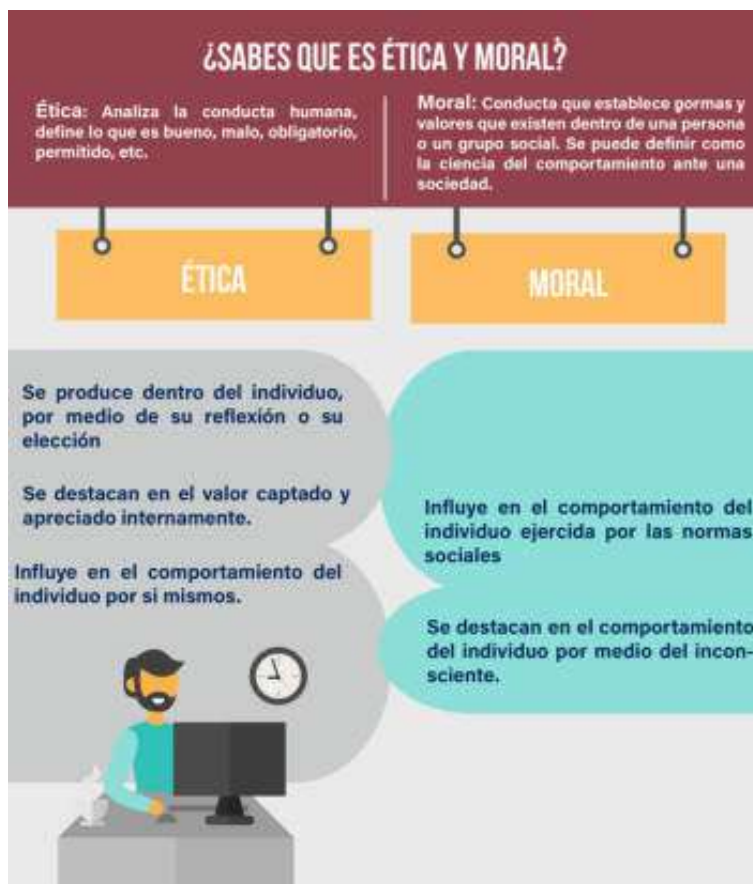 ¿SABES QUE ES ÉTICA Y MORAL?
Ética: Analiza la conducta humana,
define lo que es bueno, malo, obligatorio,
permitido, etc.
Moral: Conducta que establece normas y
valores que existen dentro de una persona
o un grupo social. Se puede definir como
la ciencia del comportamiento ante una
sociedad.
ÉTICA
MORAL
Se produce dentro del individuo,
por medio de su reflexión o su
elección
Se destacan en el valor captado y
apreciado internamente.
Influye en el comportamiento del
individuo por si mismos.
Influye en el comportamiento del
individuo ejercida por las normas
sociales
Se destacan en el comportamiento
del individuo por medio del incon-
sciente.